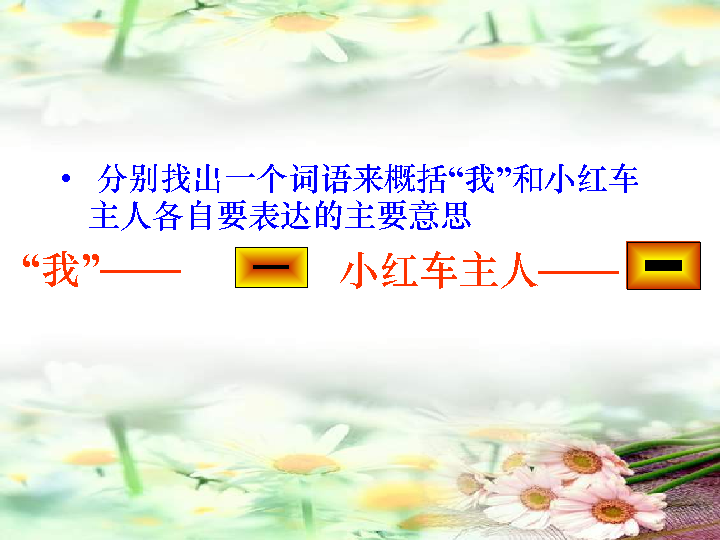 • 分别找出一个词语来概括“我”和小红车
主人各自要表达的主要意思
“我”—— 一 小红车主人—— 一